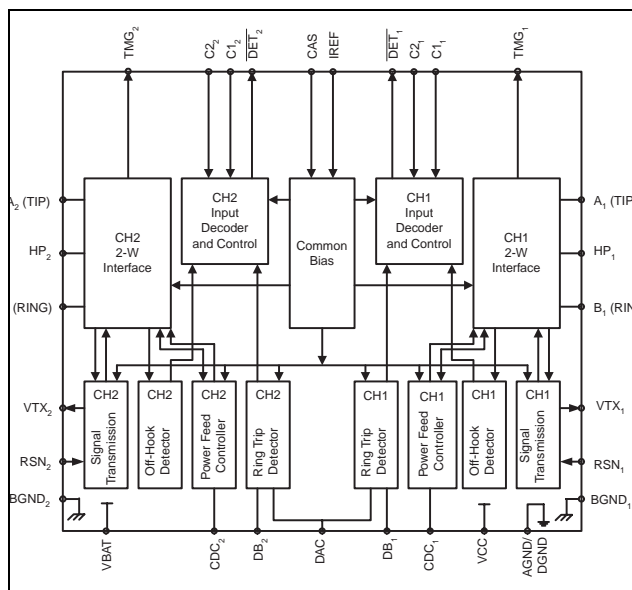 TMG2
C22
C12
DET2
CAS
IREF
DET1
C21
C11
TMG1
A2 (TIP)
HP2
(RING)
CH2
2-W
Interface
CH2
Input
Decoder
and Control
Common
Bias
CH1
Input
Decoder
and Control
CH1
2-W
Interface
A1 (TIP
HP1
B1 (RIN
VTX2
RSN2
BGND2
CH2
Signal
Transmission
CH2
Off-Hook
Detector
CH2
Power Feed
Controller
CH2
Ring Trip
Detector
CH1
Ring Trip
Detector
CH1
Power Feed
Controller
CH1
Off-Hook
Detector
CH1
Signal
Transmission
VTX1
RSN1
BGND1
VBAT
CDC2
DB2
DAC
DB1
CDC1
VCC
AGND/
DGND